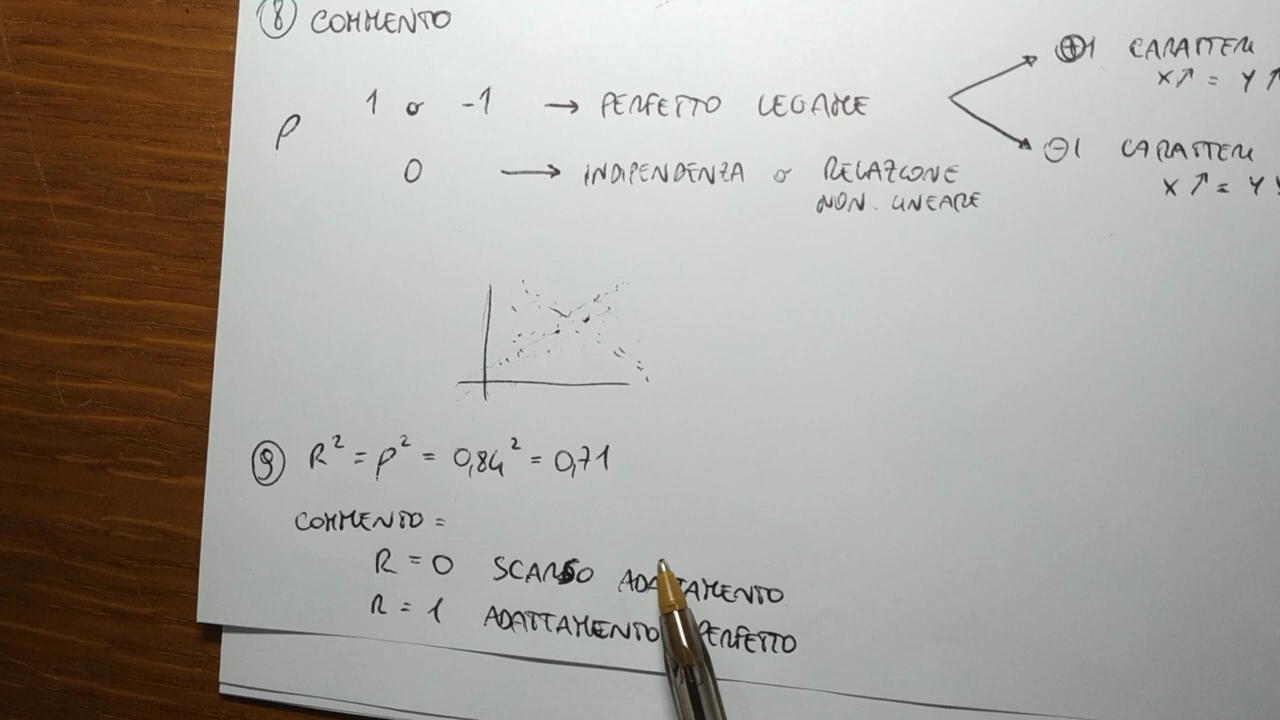 ⑧ COMMENTO
⊕1 CARATTERI
X↗ = Y↗
ρ 1 o -1 → PERFETTO LEGAME
⊖1 CARATTERI
X↗ = Y
0 → INDIPENDENZA o RELAZIONE
NON. LINEARE
⑨ R² = ρ² = 0,84² = 0,71
COMMENTO =
R = 0 SCARSO ADATTAMENTO
R = 1 ADATTAMENTO PERFETTO